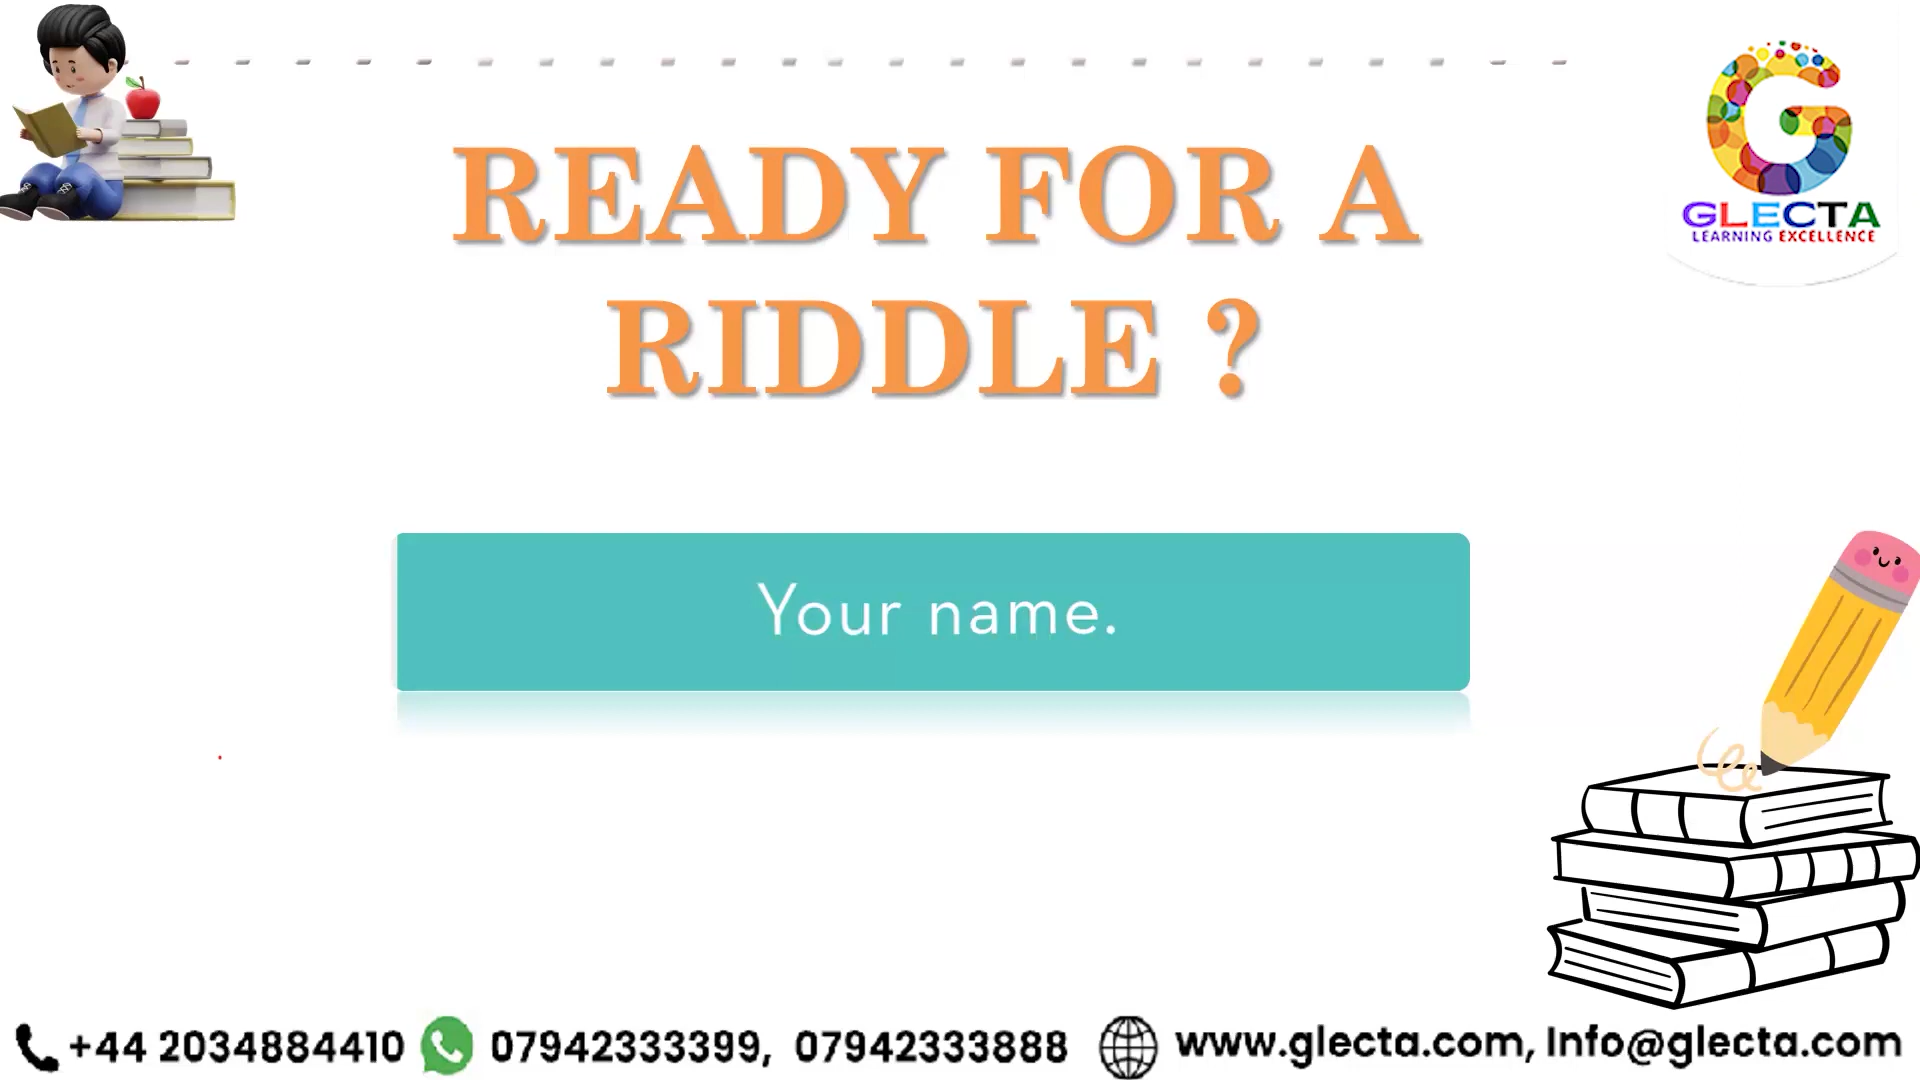 READY FOR A
RIDDLE ?
GLECTA
LEARNING EXCELLENCE
Your name.
+44 2034884410 07942333399, 07942333888 www.glecta.com, Info@glecta.com